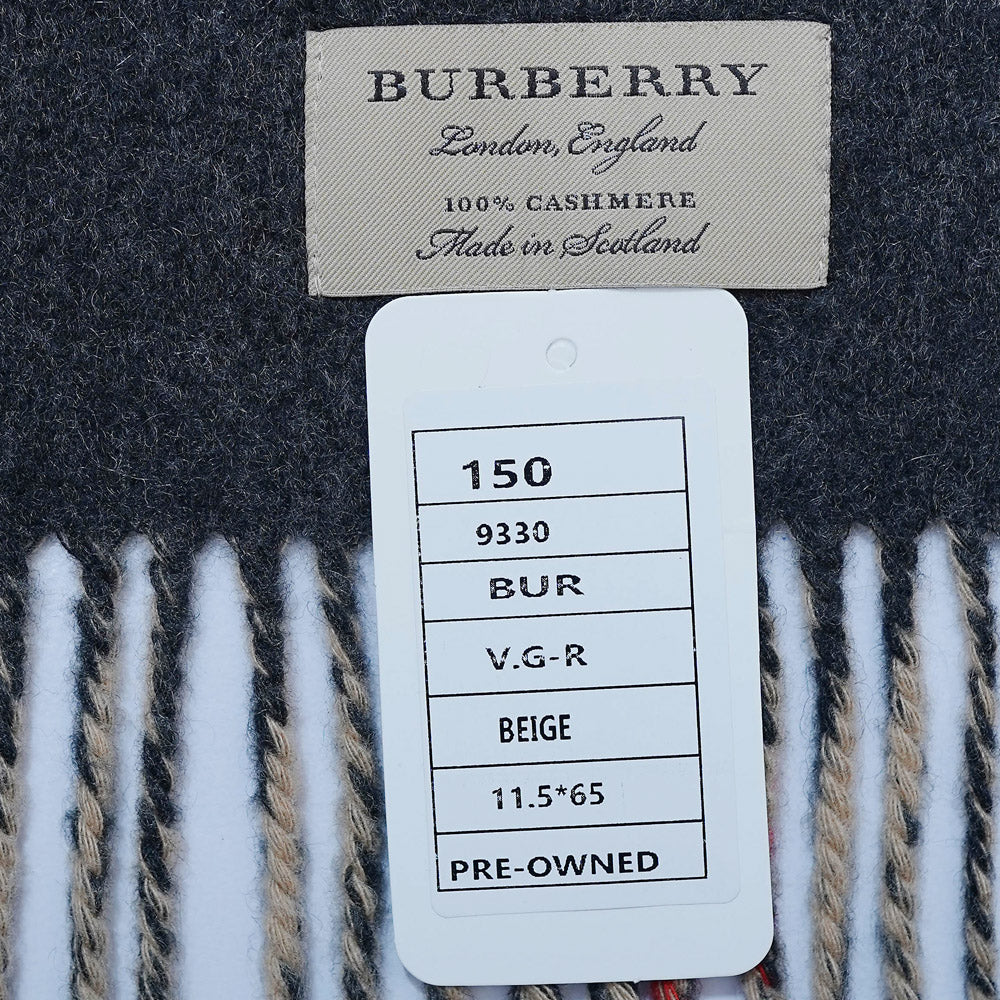 BURBERRY
London, England
100% CASHMERE
Made in Scotland
150
9330
BUR
V.G-R
BEIGE
11.5*65
PRE-OWNED